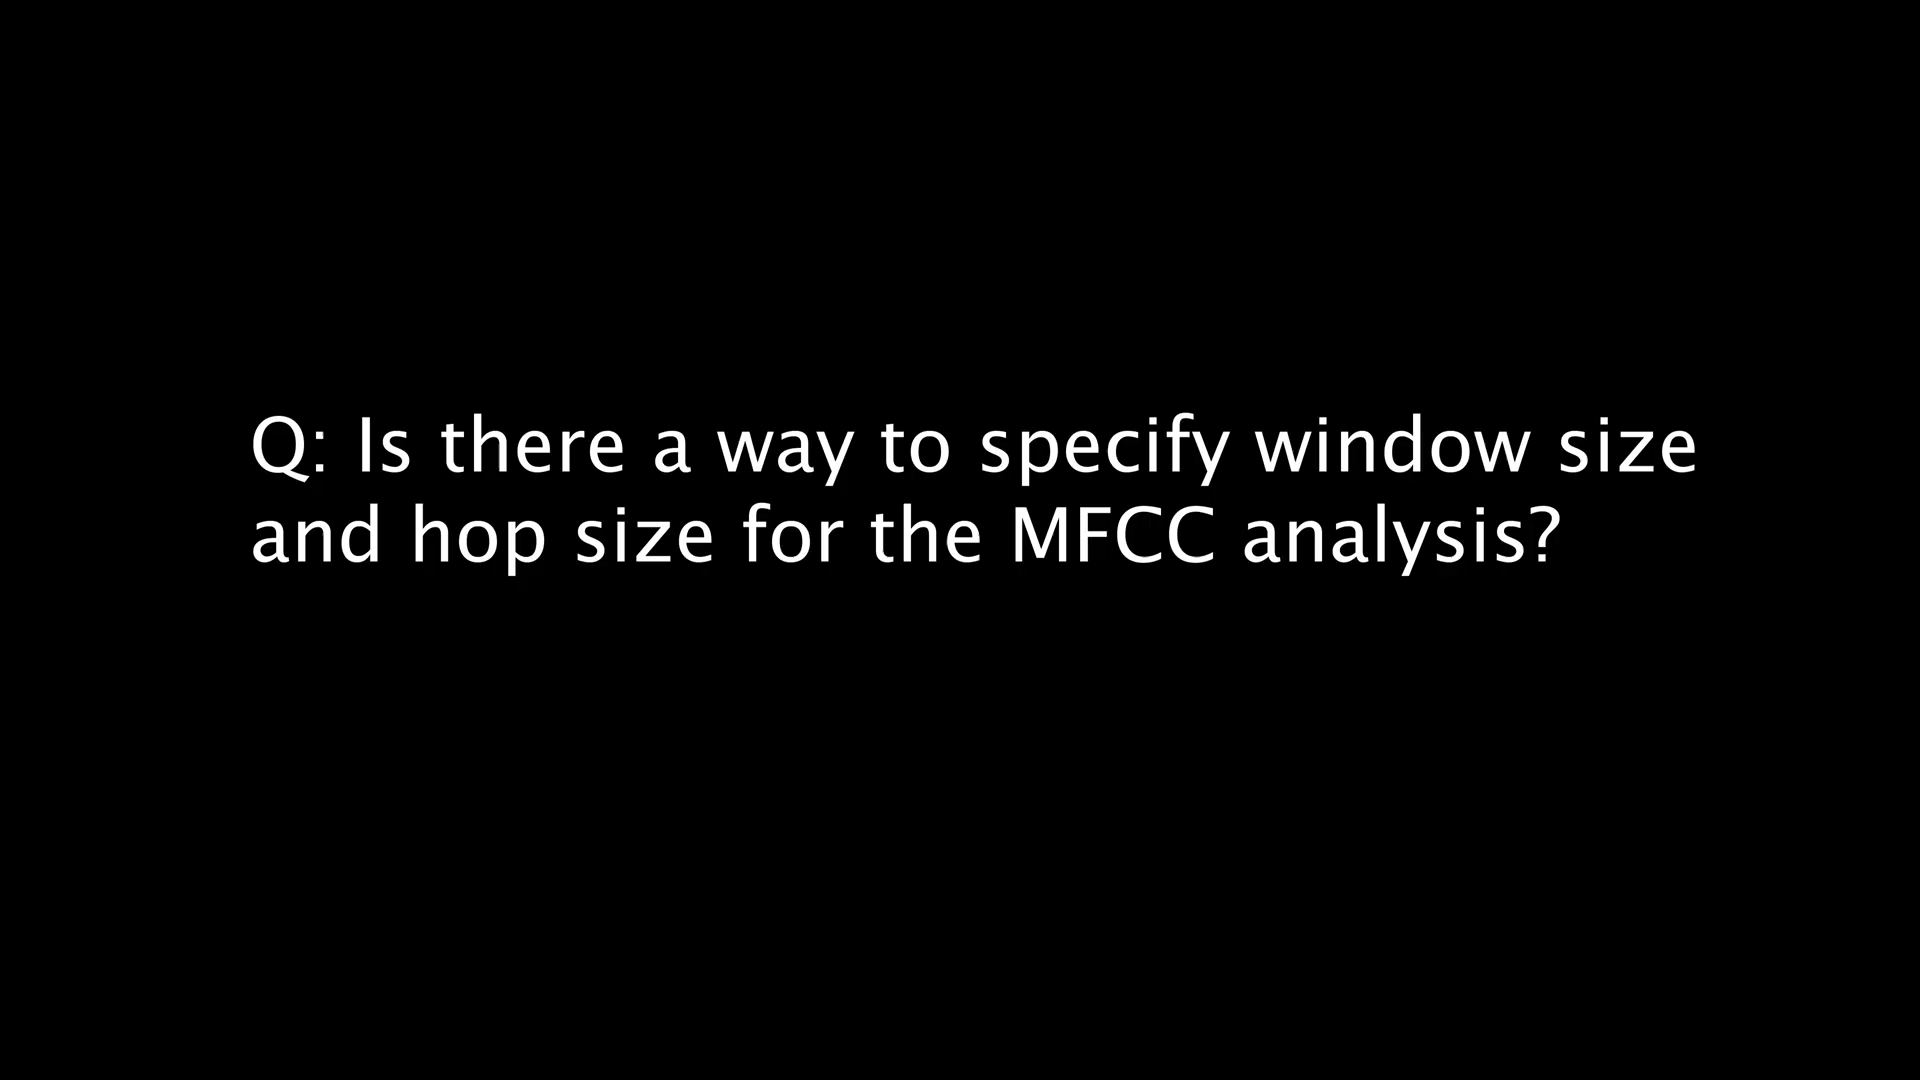 Q: Is there a way to specify window size
and hop size for the MFCC analysis?